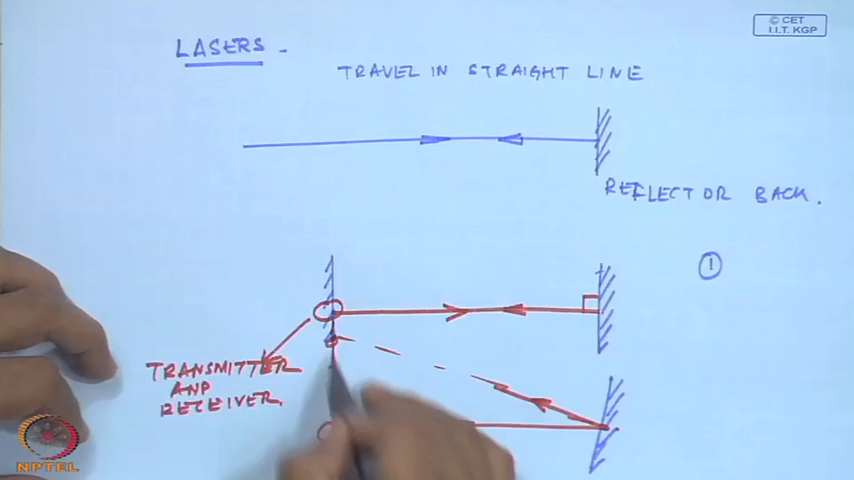 © CET
I.I.T. KGP
LASERS -
TRAVEL IN STRAIGHT LINE
REFLECTOR BACK.
1
TRANSMITTER
AND
RECEIVER.
NPTEL